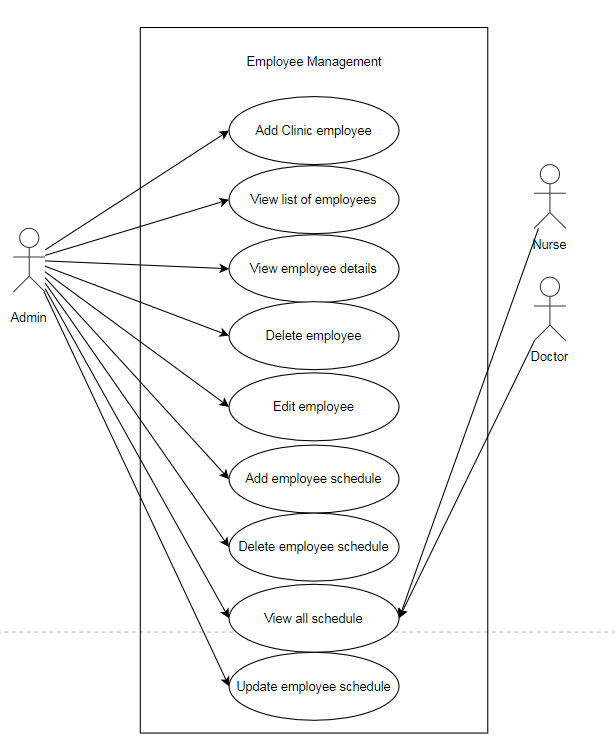 Employee Management
Add Clinic employee
View list of employees
View employee details
Delete employee
Edit employee
Add employee schedule
Delete employee schedule
View all schedule
Update employee schedule
Admin
Nurse
Doctor